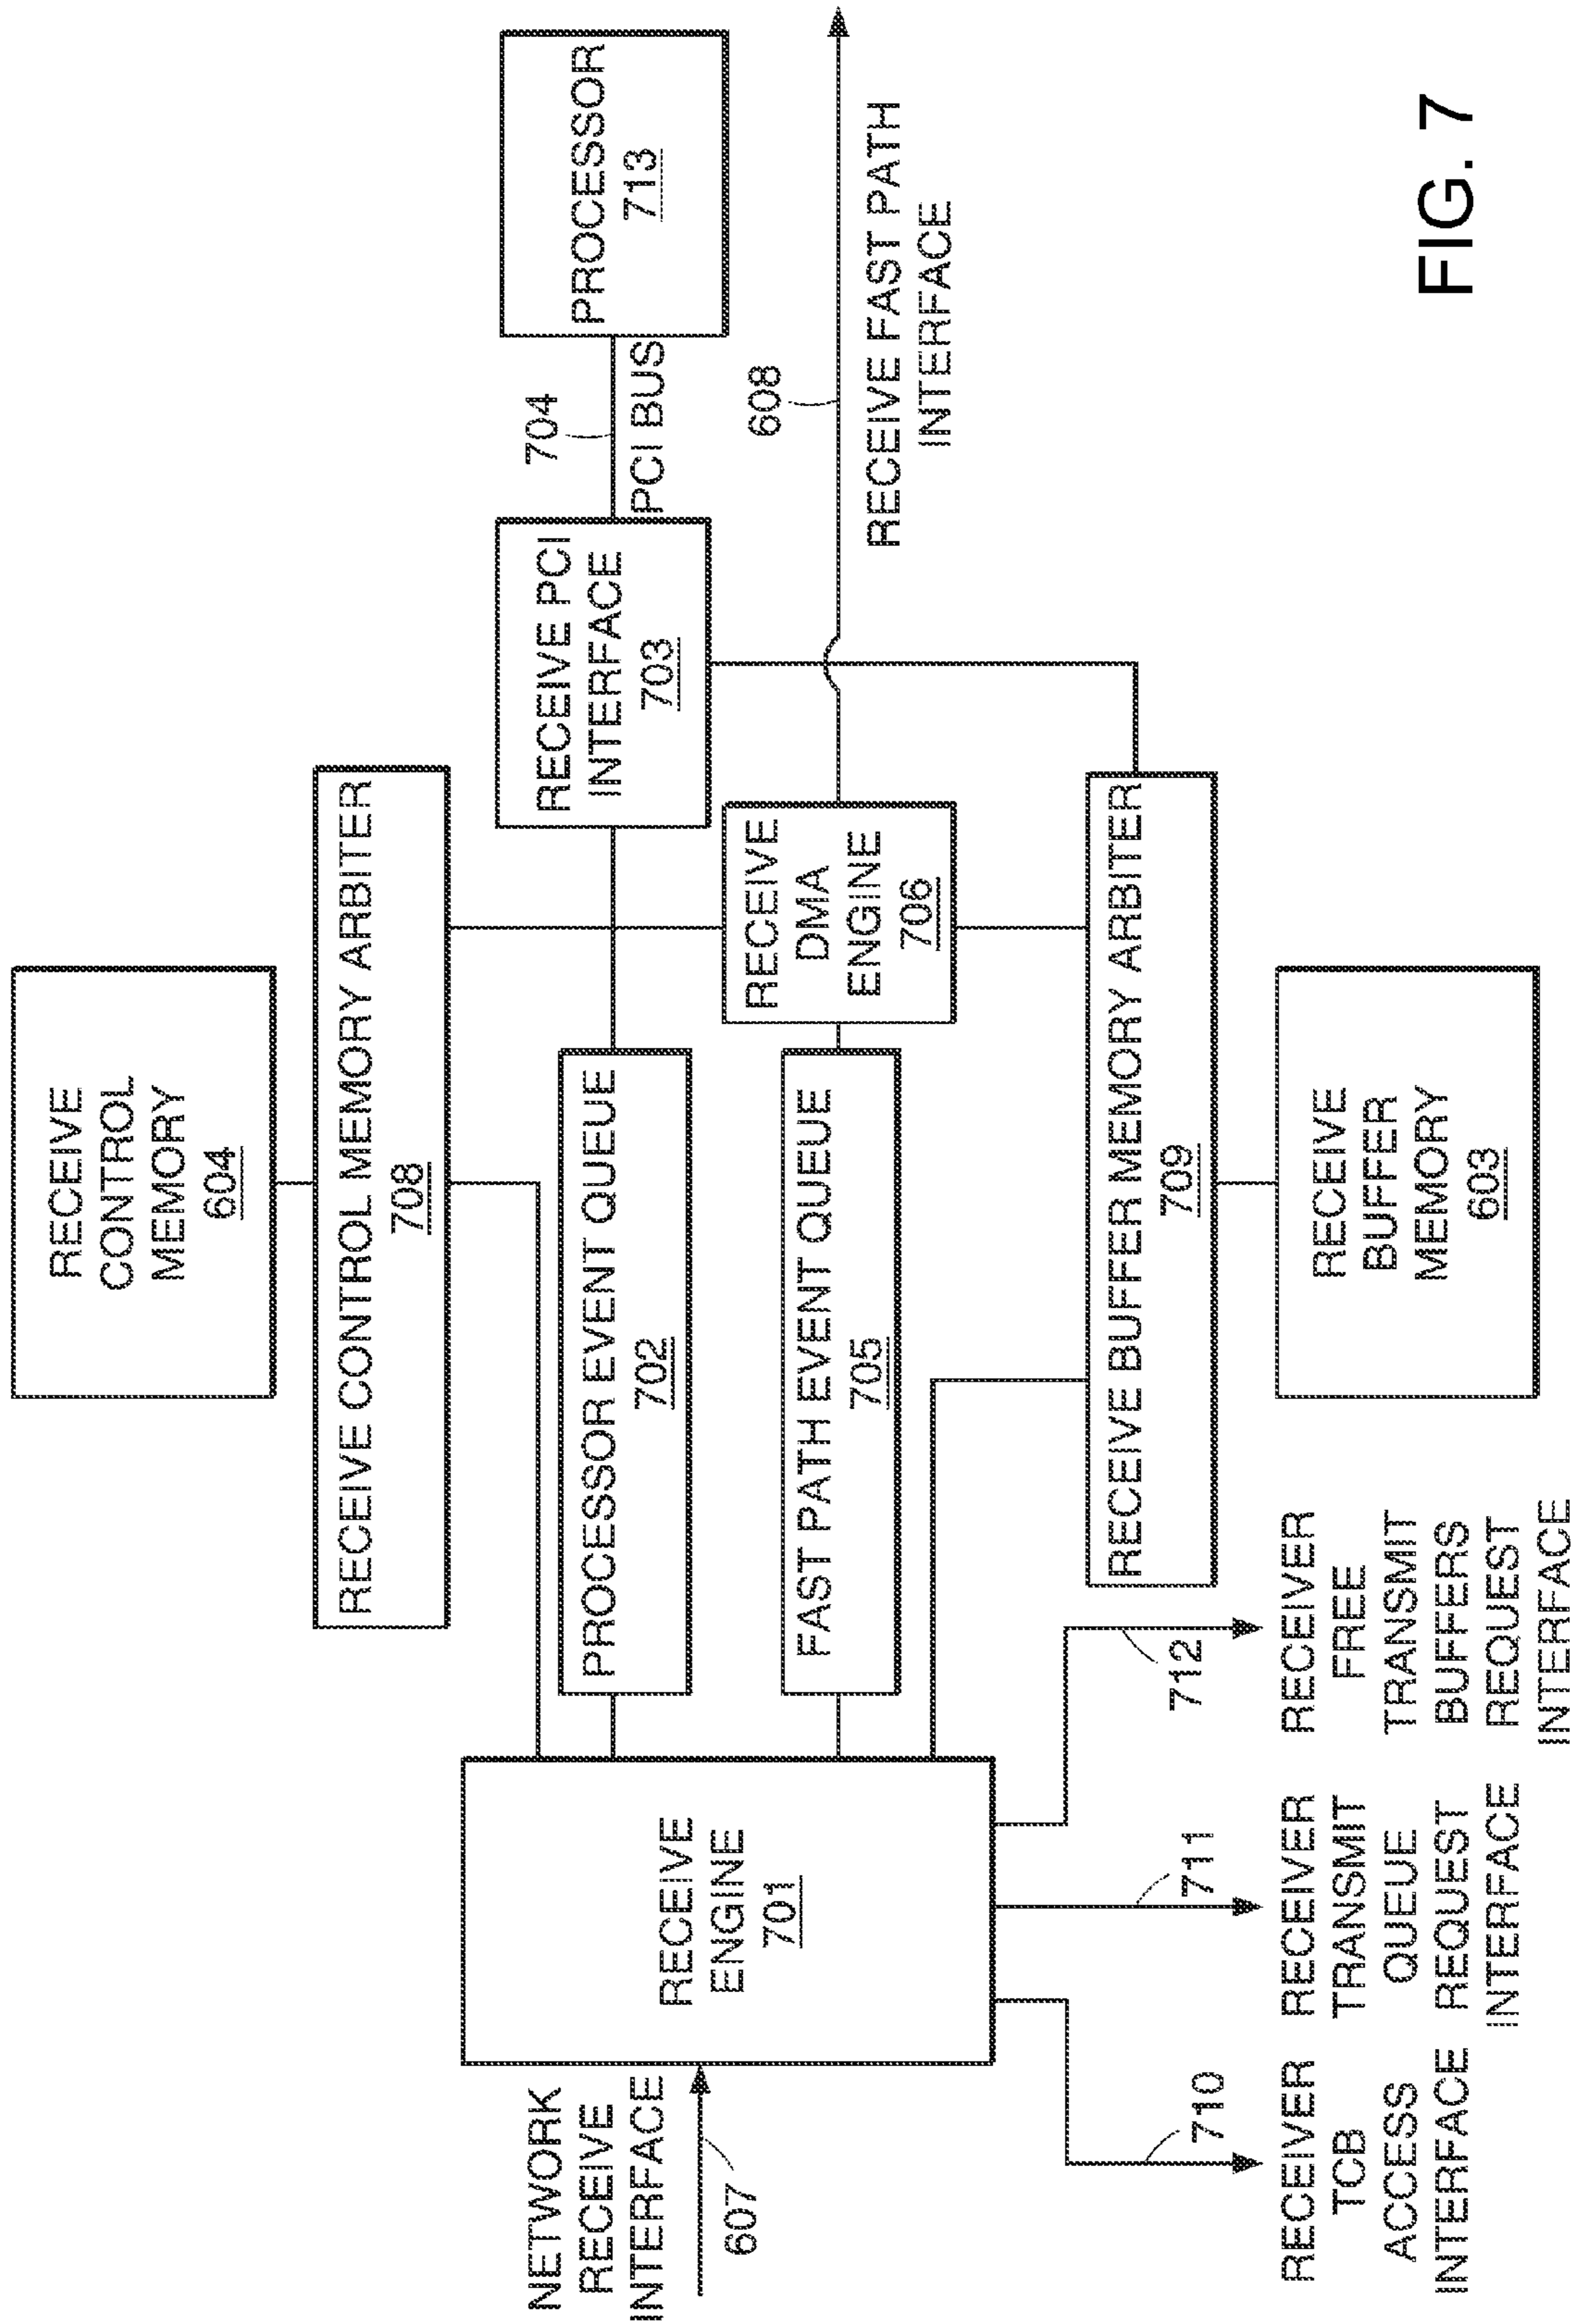 RECEIVE
CONTROL
MEMORY
604
RECEIVE CONTROL MEMORY ARBITER
708
NETWORK
RECEIVE
INTERFACE
607
RECEIVE
ENGINE
701
PROCESSOR EVENT QUEUE
702
FAST PATH EVENT QUEUE
705
RECEIVE PCI
INTERFACE
703
704
PCI BUS
PROCESSOR
713
RECEIVE
DMA
ENGINE
706
608
RECEIVE FAST PATH
INTERFACE
RECEIVE BUFFER MEMORY ARBITER
709
RECEIVE
BUFFER
MEMORY
603
710
RECEIVER
TCB
ACCESS
INTERFACE
711
RECEIVER
TRANSMIT
QUEUE
REQUEST
INTERFACE
712
RECEIVER
FREE
TRANSMIT
BUFFERS
REQUEST
INTERFACE
FIG. 7